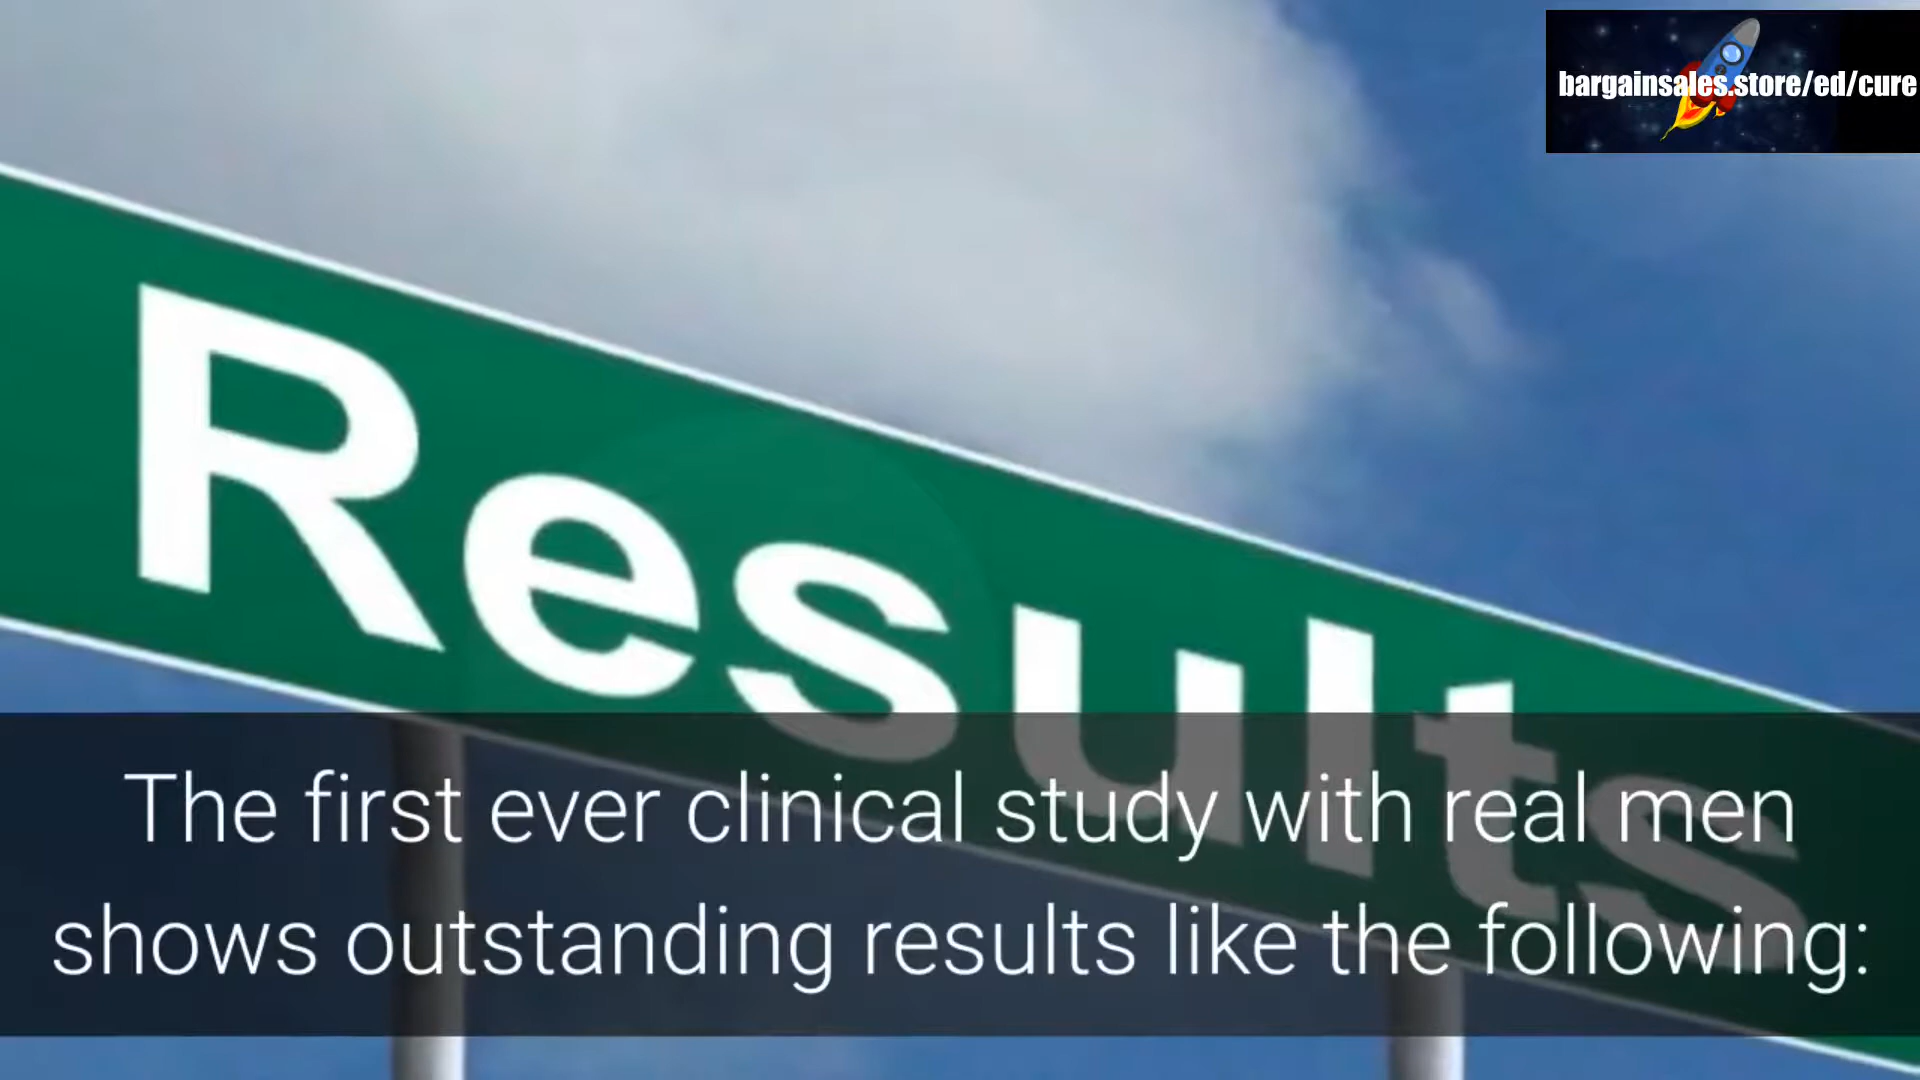 bargainsales.store/ed/cure
Results
The first ever clinical study with real men
shows outstanding results like the following: